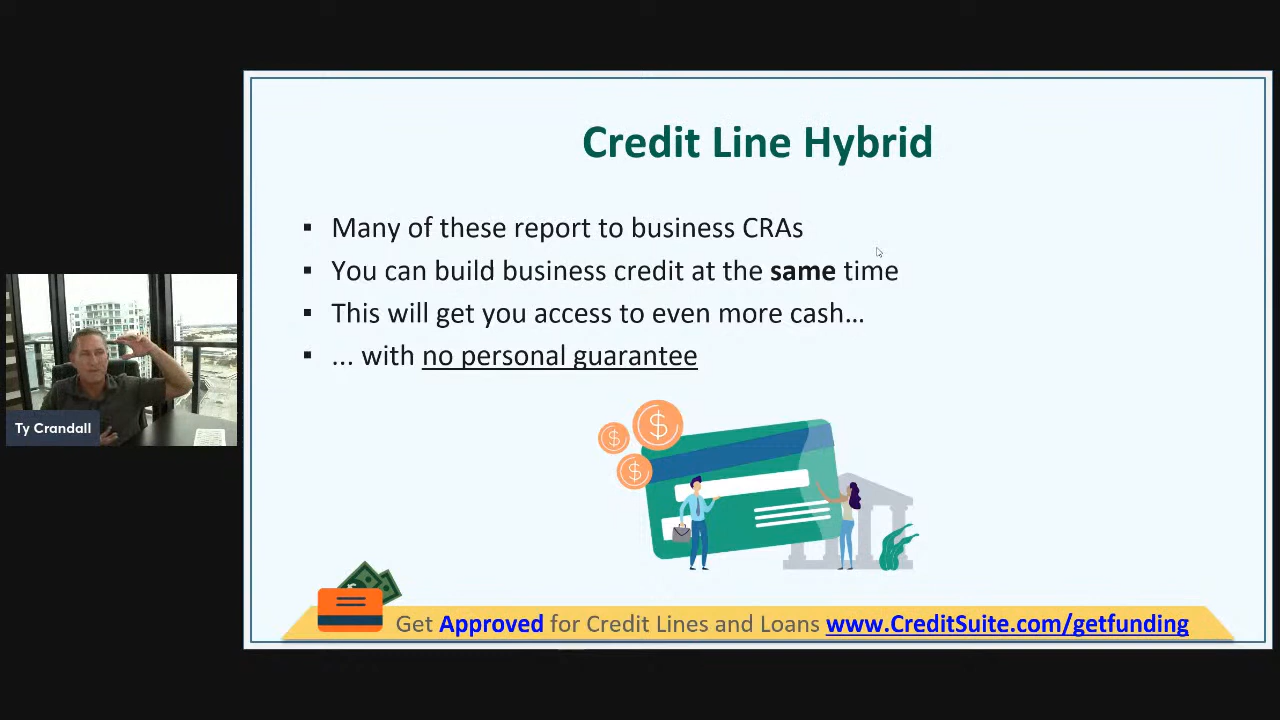 Credit Line Hybrid
▪ Many of these report to business CRAs
▪ You can build business credit at the same time
▪ This will get you access to even more cash…
▪ ... with no personal guarantee
Ty Crandall
Get Approved for Credit Lines and Loans www.CreditSuite.com/getfunding